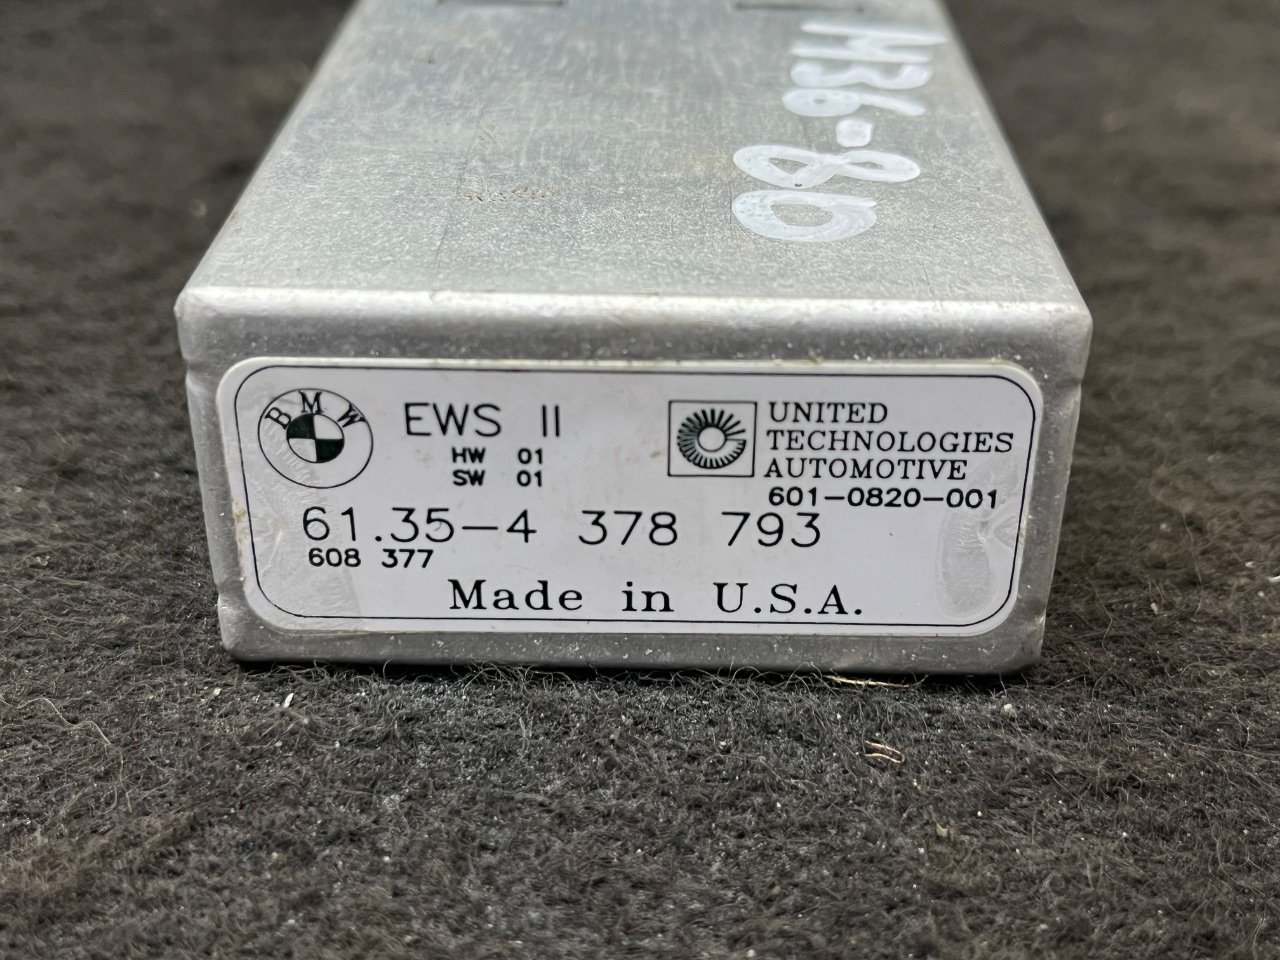 M36-80
BMW
EWS II
HW 01
SW 01
UNITED
TECHNOLOGIES
AUTOMOTIVE
601-0820-001
61.35-4 378 793
608 377
Made in U.S.A.